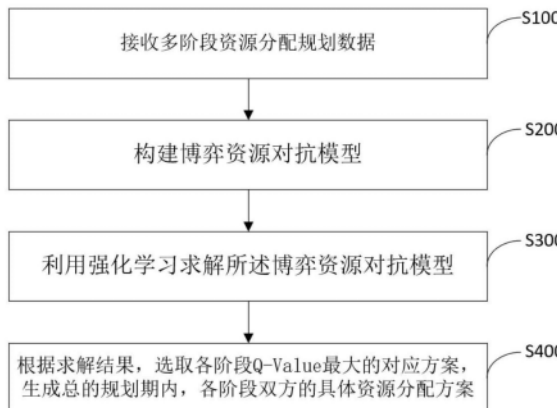 接收多阶段资源分配规划数据
S100
构建博弈资源对抗模型
S200
利用强化学习求解所述博弈资源对抗模型
S300
根据求解结果，选取各阶段Q-Value最大的对应方案，
生成总的规划期内，各阶段双方的具体资源分配方案
S400